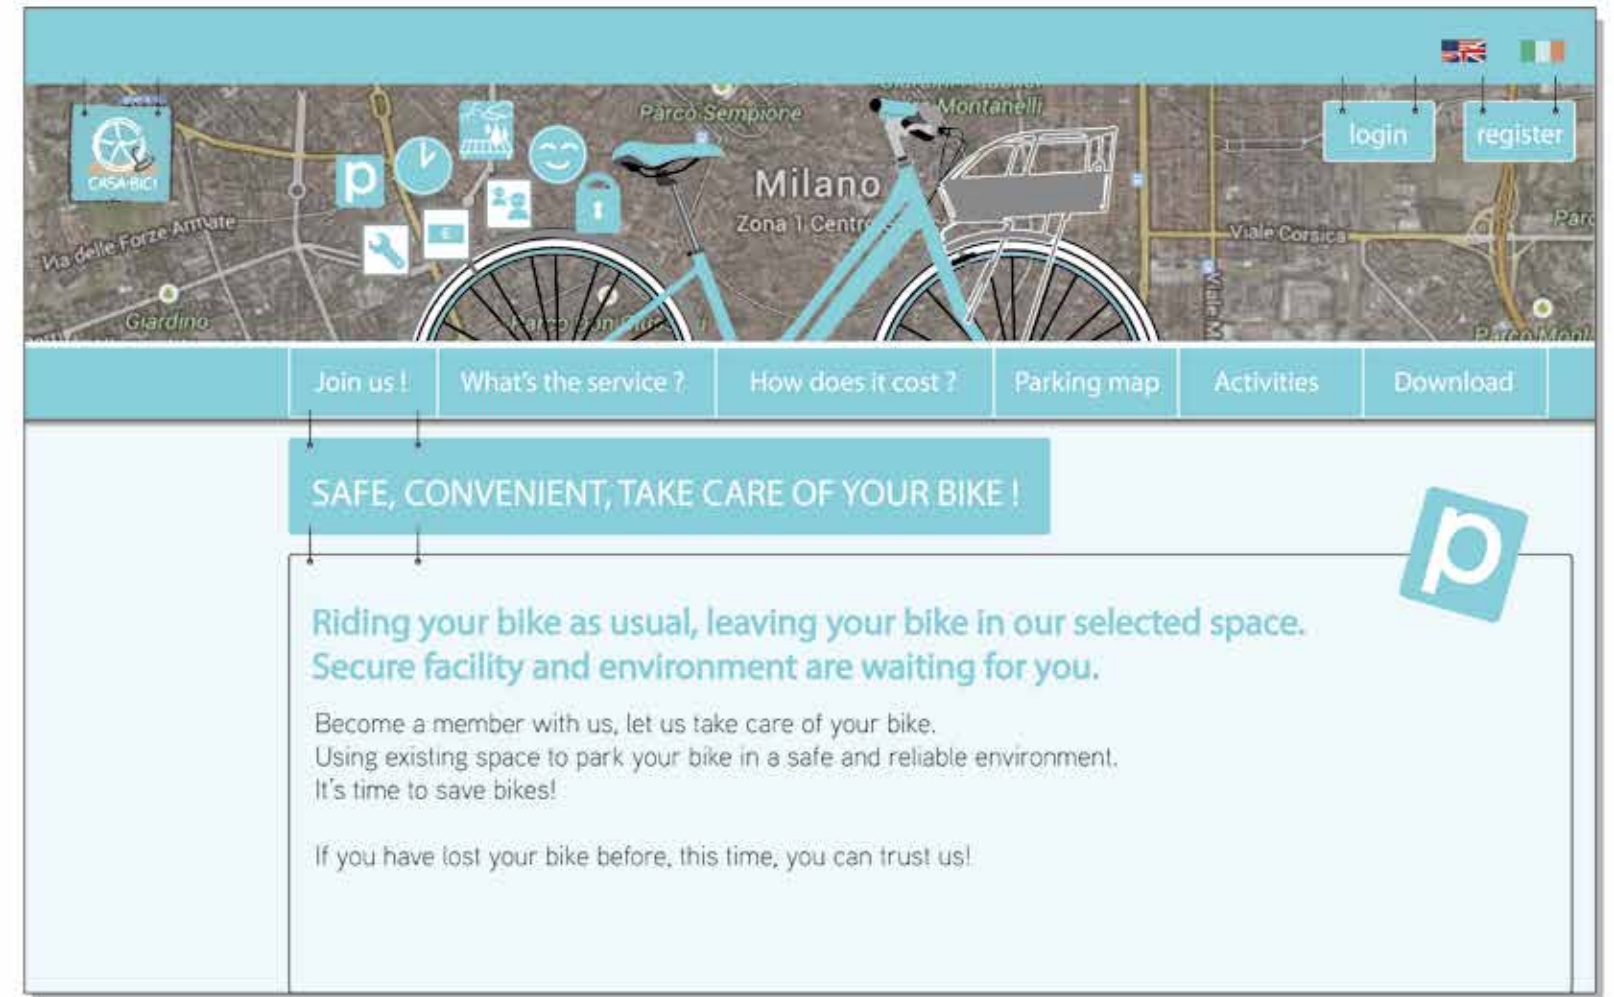 CASA-BICI
Parco Sempione
Montanelli
login
register
p
Milano
Zona 1 Centro
E
Via delle Forze Armate
Viale Corsica
Giardino
Join us !
What's the service ?
How does it cost ?
Parking map
Activities
Download
SAFE, CONVENIENT, TAKE CARE OF YOUR BIKE !
p
Riding your bike as usual, leaving your bike in our selected space.
Secure facility and environment are waiting for you.
Become a member with us, let us take care of your bike.
Using existing space to park your bike in a safe and reliable environment.
It's time to save bikes!
If you have lost your bike before, this time, you can trust us!